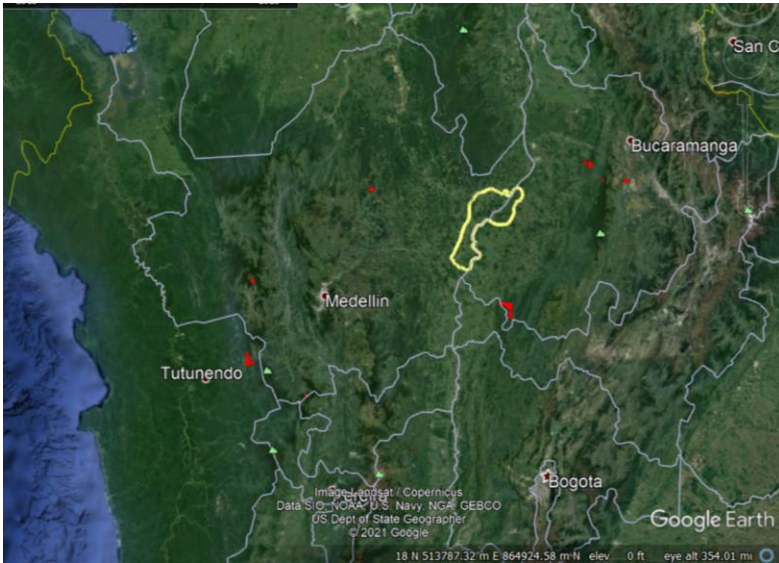 San C
Bucaramanga
Medellin
Tutunendo
Bogota
Pereira
Image Landsat / Copernicus
Data SIO, NOAA, U.S. Navy, NGA, GEBCO
US Dept of State Geographer
© 2021 Google
Google Earth
18 N 513787.32 m E 864924.58 m N elev 0 ft eye alt 354.01 mi